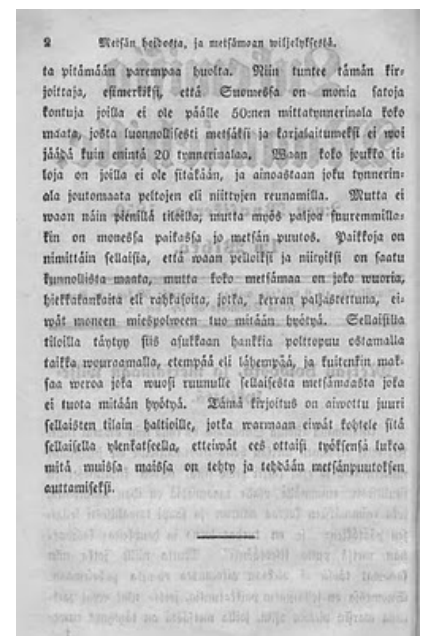 2 Metsän heidosta, ja metsämaan wiljelyksestä.
ta pitämään parempaa huolta. Niin tuntee tämän kir-
joittaja, esimerkiksi, että Suomessa on monia satoja
kontuja joilla ei ole päälle 50:nen mittatynnerinala koko
maata, josta luonnollisesti metsäksi ja karjalaitumeksi ei woi
jäädä kuin enintä 20 tynnerinalaa. Waan koko joukko ti-
loja on joilla ei ole sitäkään, ja ainoastaan joku tynnerin-
ala joutomaata peltojen eli niittyjen reunamilla. Mutta ei
waan näin pienillä tiloilla, mutta myös paljoa suuremmilla-
kin on monessa paikassa jo metsän puutos. Paikkoja on
nimittäin sellaisia, että waan pelloiksi ja niityiksi on saatu
kunnollista maata, mutta koko metsämaa on joko wuoria,
hiekkakankaita eli rahkasoita, jotka, kerran paljastettuna, ei-
wät moneen miespolween tuo mitään hyötyä. Sellaisilla
tiloilla täytyy siis asukkaan hankkia polttopuu ostamalla
taikka wouraamalla, etempää eli lähempää, ja kuitenkin mak-
saa weroa joka wuosi ruunulle sellaisesta metsämaasta joka
ei tuota mitään hyötyä. Tämä kirjoitus on aiwottu juuri
sellaisten tilain haltioille, jotka warmaan eiwät kohtele sitä
sellaisella ylenkatseella, etteiwät ees ottaisi työksensä lukea
mitä muissa maissa on tehty ja tehdään metsänpuutoksen
auttamiseksi.